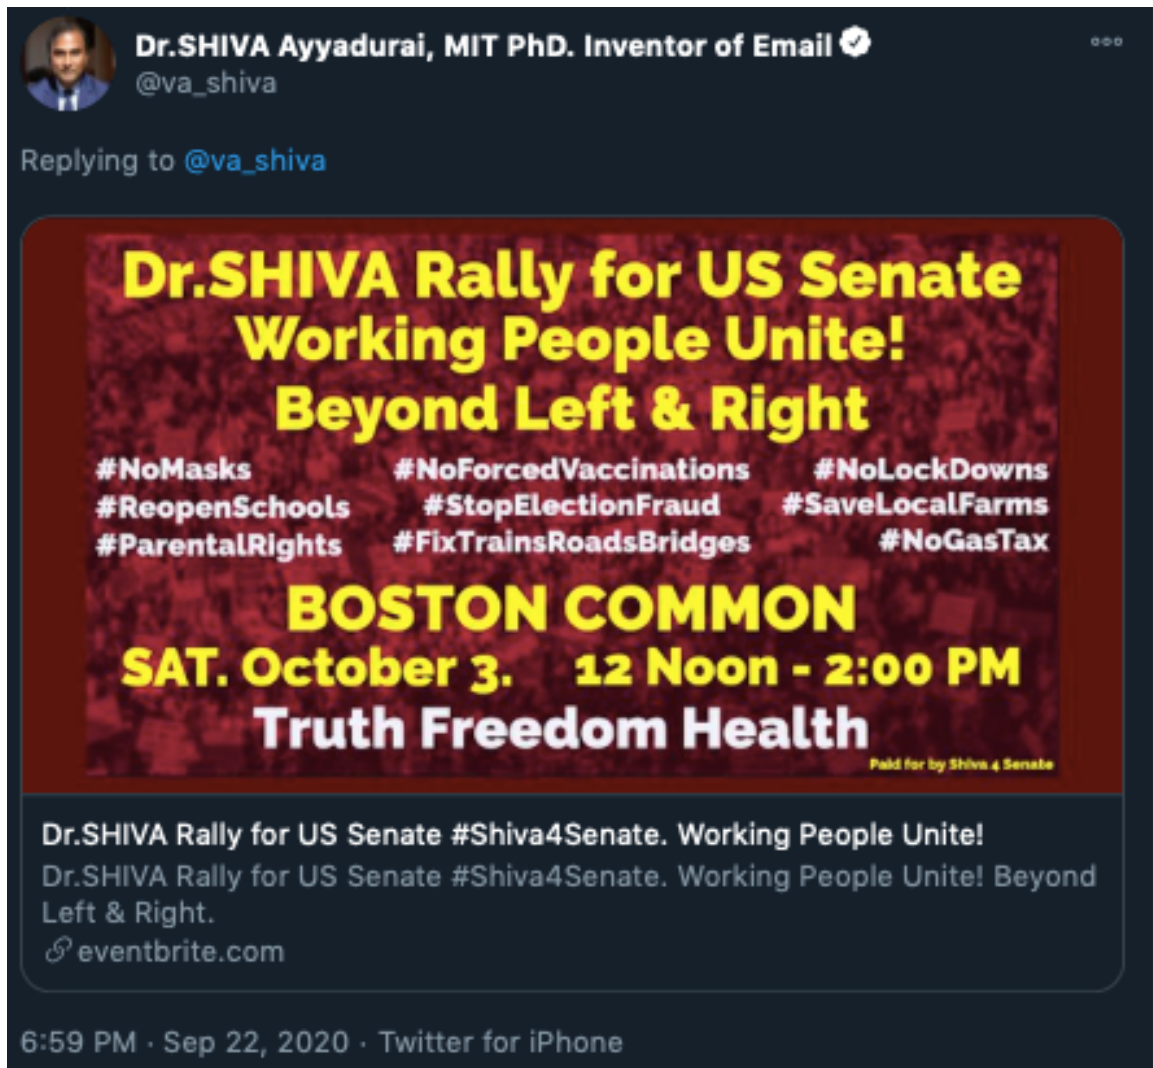 Dr.SHIVA Ayyadurai, MIT PhD. Inventor of Email
@va_shiva
Replying to @va_shiva
Dr.SHIVA Rally for US Senate
Working People Unite!
Beyond Left & Right
#NoMasks #NoForcedVaccinations #NoLockDowns
#ReopenSchools #StopElectionFraud #SaveLocalFarms
#ParentalRights #FixTrainsRoadsBridges #NoGasTax
BOSTON COMMON
SAT. October 3. 12 Noon - 2:00 PM
Truth Freedom Health
Paid for by Shiva 4 Senate
Dr.SHIVA Rally for US Senate #Shiva4Senate. Working People Unite!
Dr.SHIVA Rally for US Senate #Shiva4Senate. Working People Unite! Beyond
Left & Right.
eventbrite.com
6:59 PM · Sep 22, 2020 · Twitter for iPhone